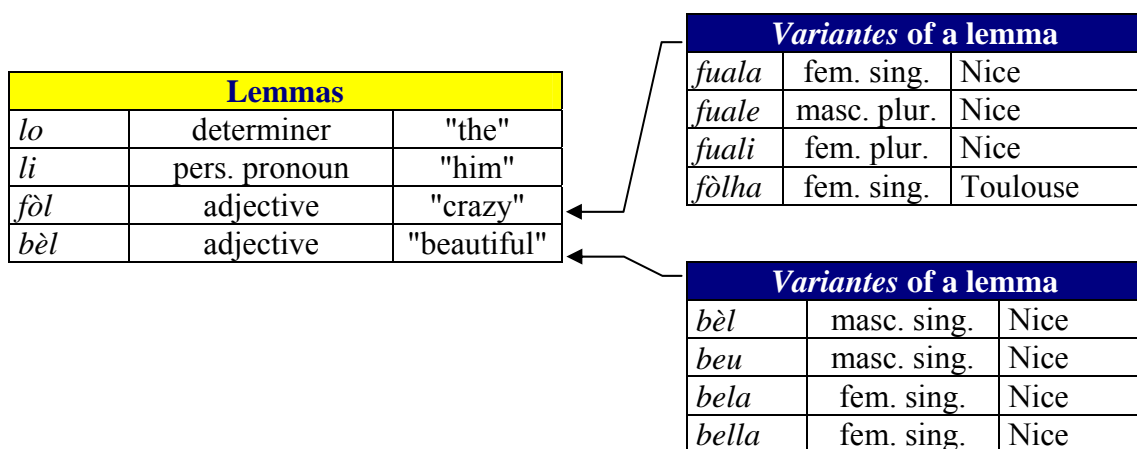 Lemmas
lo determiner "the"
li pers. pronoun "him"
fòl adjective "crazy"
bèl adjective "beautiful"
Variantes of a lemma
fuala fem. sing. Nice
fuale masc. plur. Nice
fuali fem. plur. Nice
fòlha fem. sing. Toulouse
Variantes of a lemma
bèl masc. sing. Nice
beu masc. sing. Nice
bela fem. sing. Nice
bella fem. sing. Nice